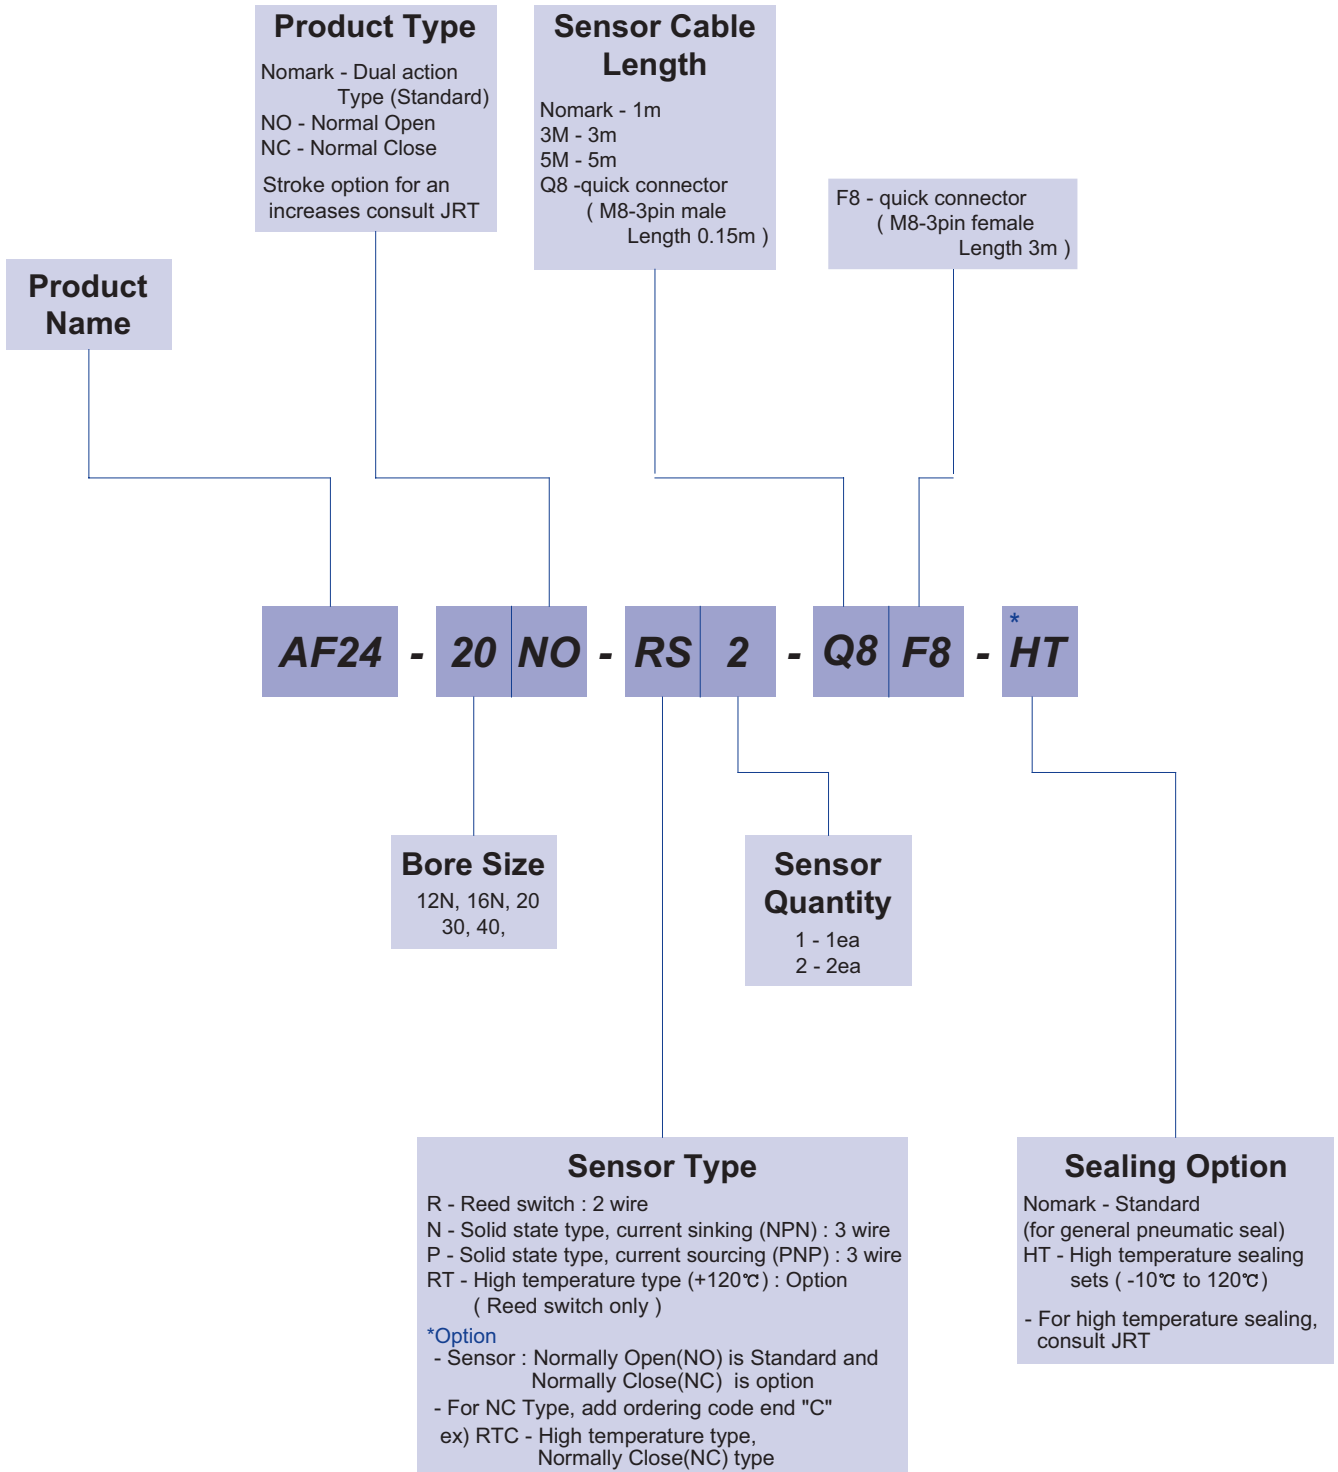 Product Type
Nomark - Dual action
Type (Standard)
NO - Normal Open
NC - Normal Close
Stroke option for an
increases consult JRT
Sensor Cable
Length
Nomark - 1m
3M - 3m
5M - 5m
Q8 -quick connector
( M8-3pin male
Length 0.15m )
F8 - quick connector
( M8-3pin female
Length 3m )
Product
Name
AF24 - 20 NO - RS 2 - Q8 F8 - *HT
Bore Size
12N, 16N, 20
30, 40,
Sensor
Quantity
1 - 1ea
2 - 2ea
Sensor Type
R - Reed switch : 2 wire
N - Solid state type, current sinking (NPN) : 3 wire
P - Solid state type, current sourcing (PNP) : 3 wire
RT - High temperature type (+120℃) : Option
( Reed switch only )
*Option
- Sensor : Normally Open(NO) is Standard and
Normally Close(NC) is option
- For NC Type, add ordering code end "C"
ex) RTC - High temperature type,
Normally Close(NC) type
Sealing Option
Nomark - Standard
(for general pneumatic seal)
HT - High temperature sealing
sets ( -10℃ to 120℃)
- For high temperature sealing,
consult JRT